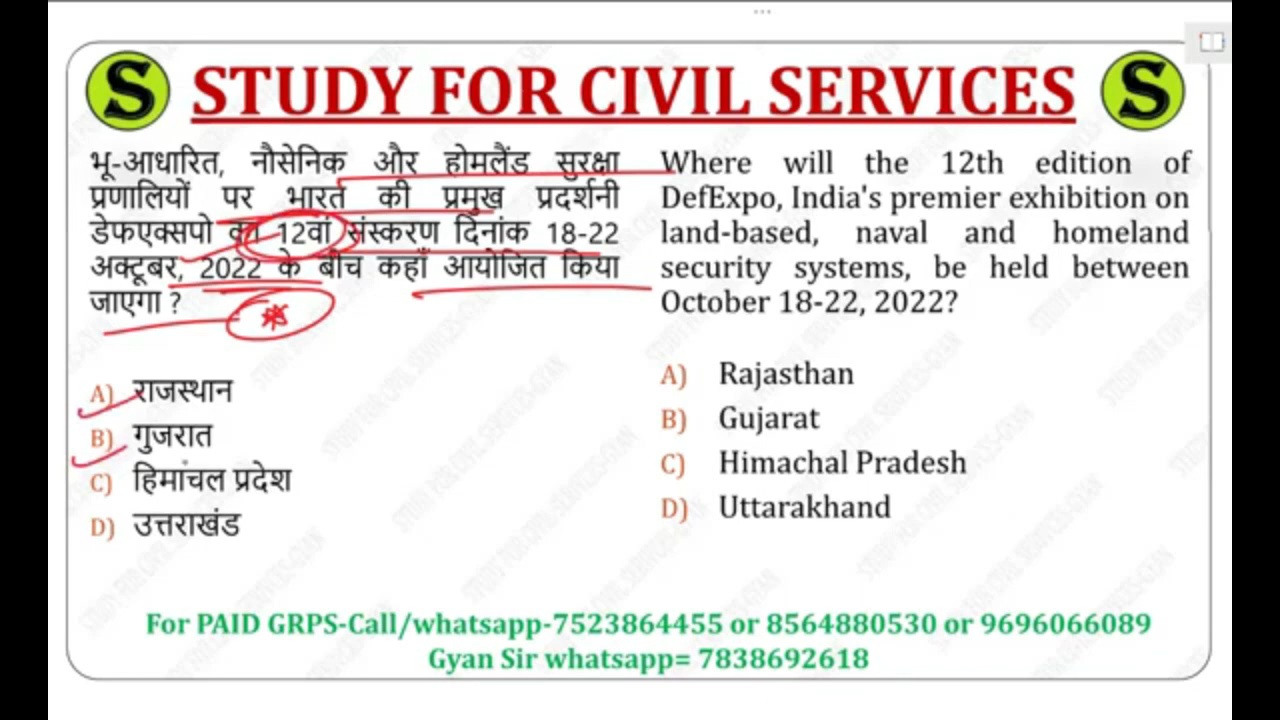 S STUDY FOR CIVIL SERVICES S
भू-आधारित, नौसेनिक और होमलैंड सुरक्षा
प्रणालियों पर भारत की प्रमुख प्रदर्शनी
डेफएक्सपो का 12वां संस्करण दिनांक 18-22
अक्टूबर, 2022 के बीच कहाँ आयोजित किया
जाएगा ?
A) राजस्थान
B) गुजरात
C) हिमांचल प्रदेश
D) उत्तराखंड
Where will the 12th edition of
DefExpo, India's premier exhibition on
land-based, naval and homeland
security systems, be held between
October 18-22, 2022?
A) Rajasthan
B) Gujarat
C) Himachal Pradesh
D) Uttarakhand
For PAID GRPS-Call/whatsapp-7523864455 or 8564880530 or 9696066089
Gyan Sir whatsapp= 7838692618